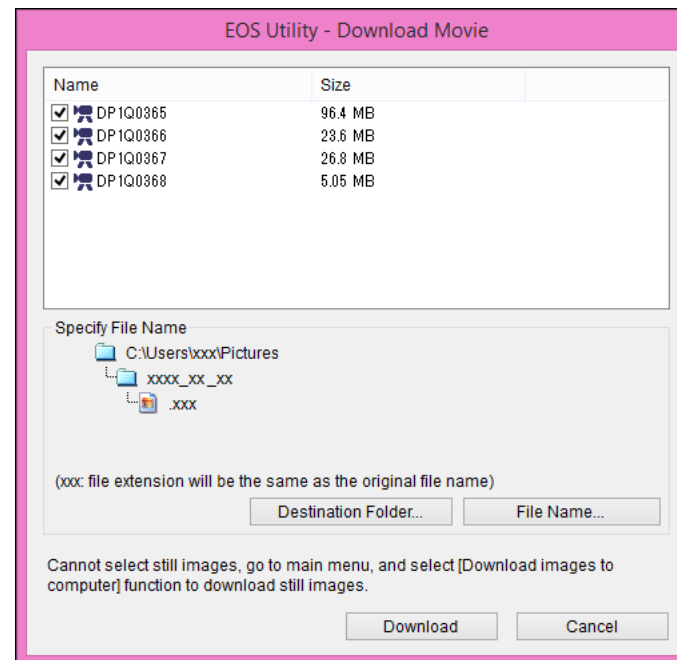 EOS Utility - Download Movie
Name Size
DP1Q0365 96.4 MB
DP1Q0366 23.6 MB
DP1Q0367 26.8 MB
DP1Q0368 5.05 MB
Specify File Name
C:\Users\xxx\Pictures
xxxx_xx_xx
.xxx
(xxx: file extension will be the same as the original file name)
Destination Folder... File Name...
Cannot select still images, go to main menu, and select [Download images to
computer] function to download still images.
Download Cancel